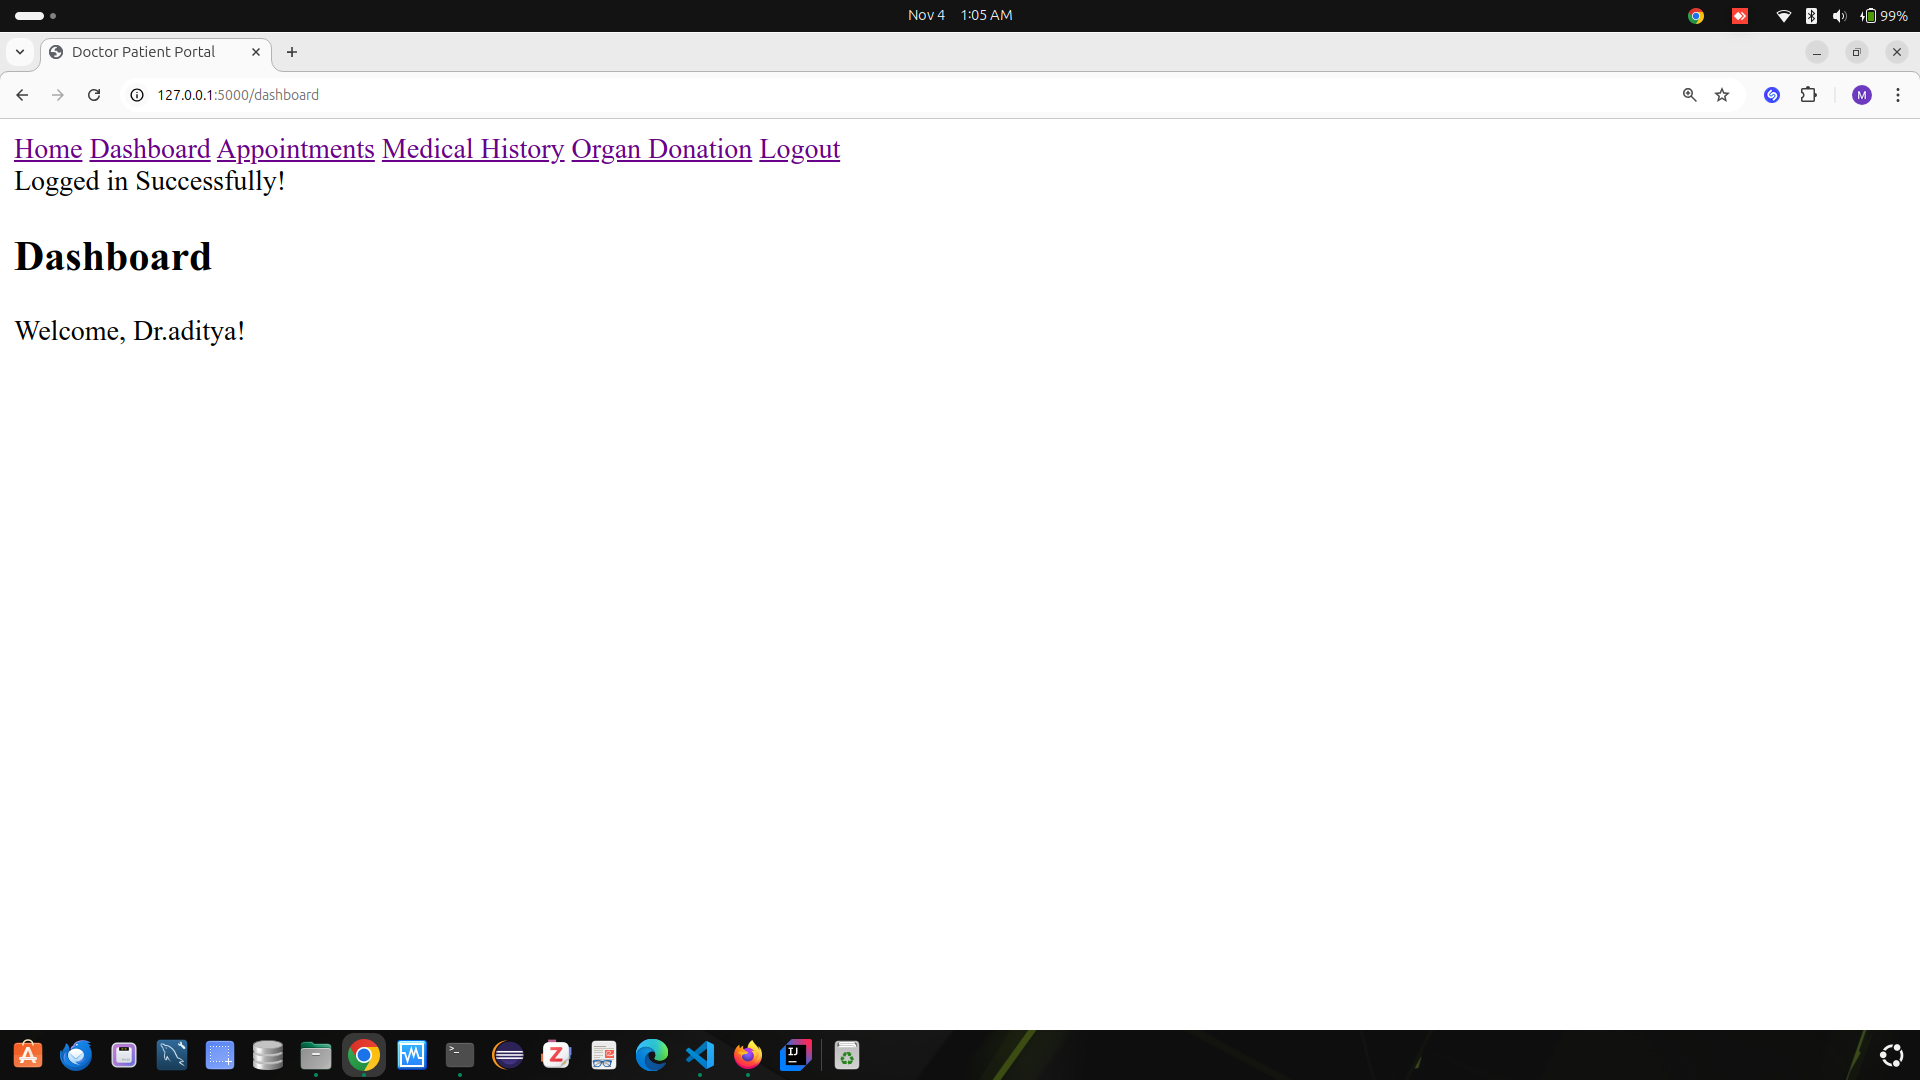 Nov 4 1:05 AM
99%
Doctor Patient Portal
127.0.0.1:5000/dashboard
M
Home Dashboard Appointments Medical History Organ Donation Logout
Logged in Successfully!
Dashboard
Welcome, Dr.aditya!